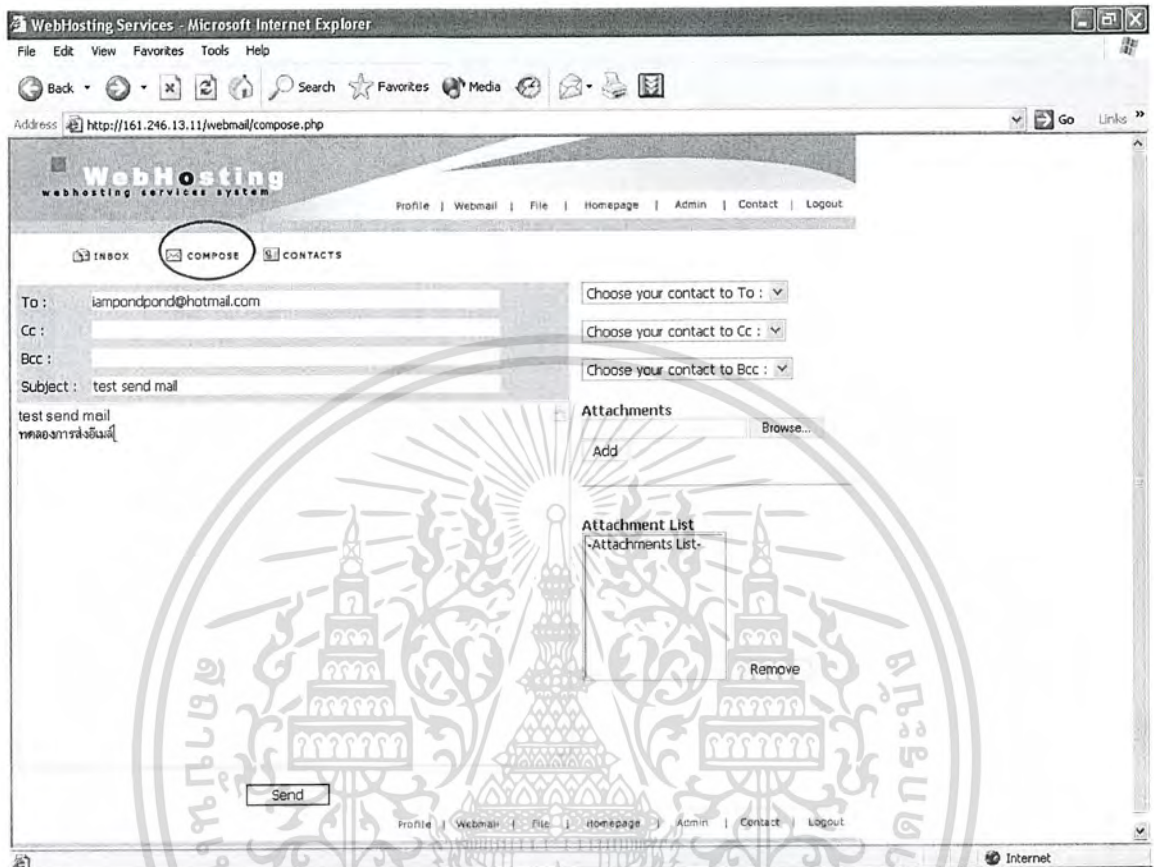 WebHosting Services - Microsoft Internet Explorer
File Edit View Favorites Tools Help
Back Search Favorites Media
Address http://161.246.13.11/webmail/compose.php Go Links »
WebHosting
webhosting services system
Profile | Webmail | File | Homepage | Admin | Contact | Logout
INBOX COMPOSE CONTACTS
To : iampondpond@hotmail.com
Cc :
Bcc :
Subject : test send mail
Choose your contact to To :
Choose your contact to Cc :
Choose your contact to Bcc :
test send mail
ทดลองการส่งอีเมล์
Attachments
Browse...
Add
Attachment List
-Attachments List-
Remove
Send
Profile | Webmail | File | Homepage | Admin | Contact | Logout
Internet